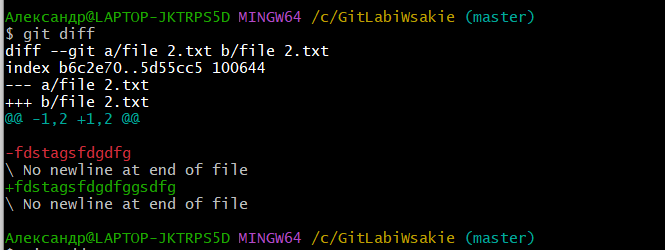 Александр@LAPTOP-JKTRPS5D MINGW64 /c/GitLabiWsakie (master)
$ git diff
diff --git a/file 2.txt b/file 2.txt
index b6c2e70..5d55cc5 100644
--- a/file 2.txt
+++ b/file 2.txt
@@ -1,2 +1,2 @@
-fdstagsfdgdfg
\ No newline at end of file
+fdstagsfdgdfggsdfg
\ No newline at end of file
Александр@LAPTOP-JKTRPS5D MINGW64 /c/GitLabiWsakie (master)